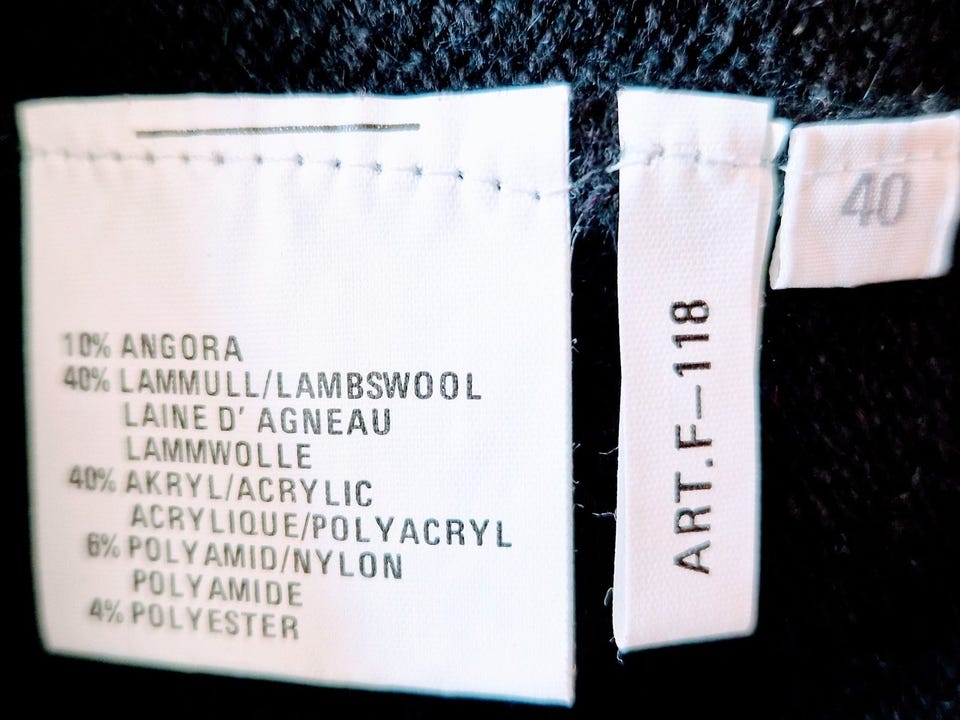 10% ANGORA
40% LAMMULL/LAMBSWOOL
LAINE D' AGNEAU
LAMMWOLLE
40% AKRYL/ACRYLIC
ACRYLIQUE/POLYACRYL
6% POLYAMID/NYLON
POLYAMIDE
4% POLYESTER
ART.F-118
40